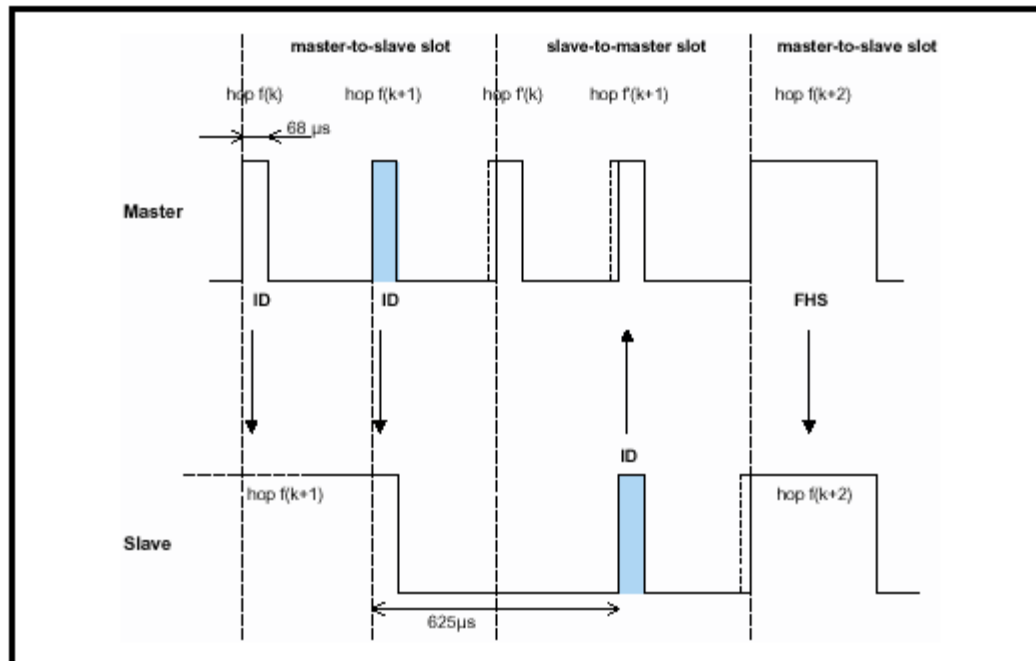 master-to-slave slot slave-to-master slot master-to-slave slot
hop f(k) hop f(k+1) hop f'(k) hop f'(k+1) hop f(k+2)
68 µs
Master
ID ID FHS
ID
hop f(k+1) hop f(k+2)
Slave
625µs